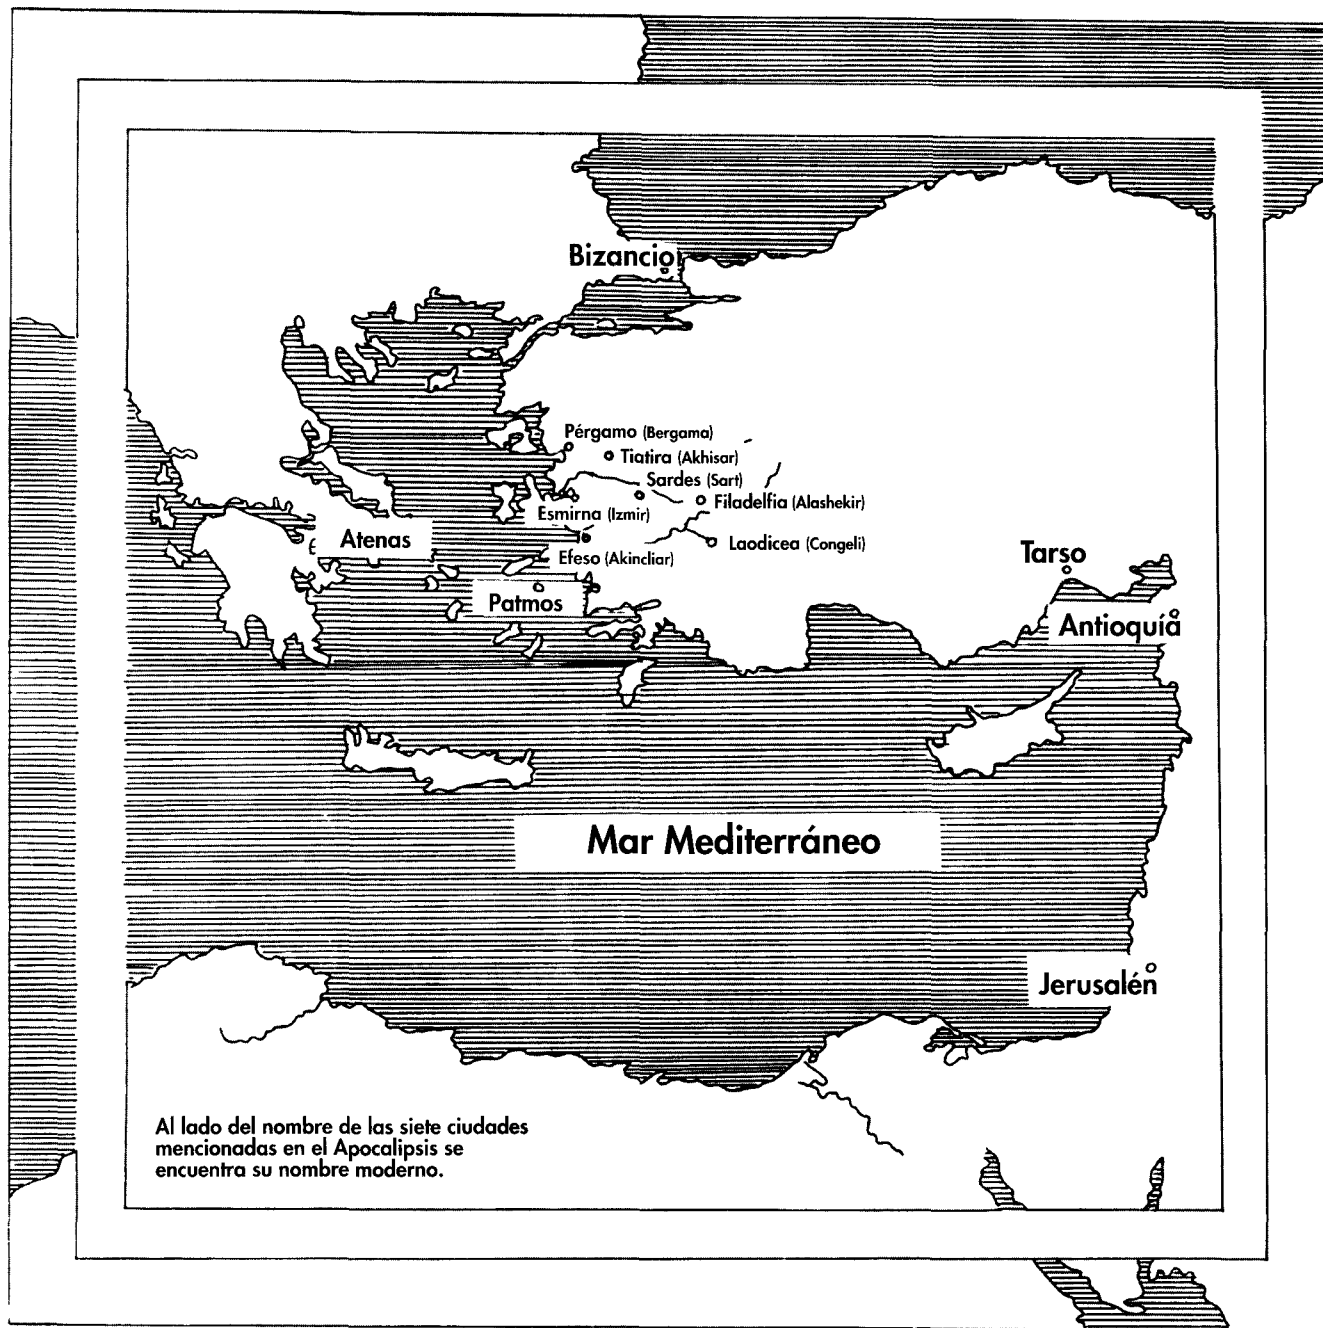 Bizancio
Pérgamo (Bergama)
Tiatira (Akhisar)
Sardes (Sart)
Filadelfia (Alashekir)
Esmirna (Izmir)
Atenas
Laodicea (Congeli)
Efeso (Akincliar)
Tarso
Patmos
Antioquía
Mar Mediterráneo
Jerusalén
Al lado del nombre de las siete ciudades
mencionadas en el Apocalipsis se
encuentra su nombre moderno.